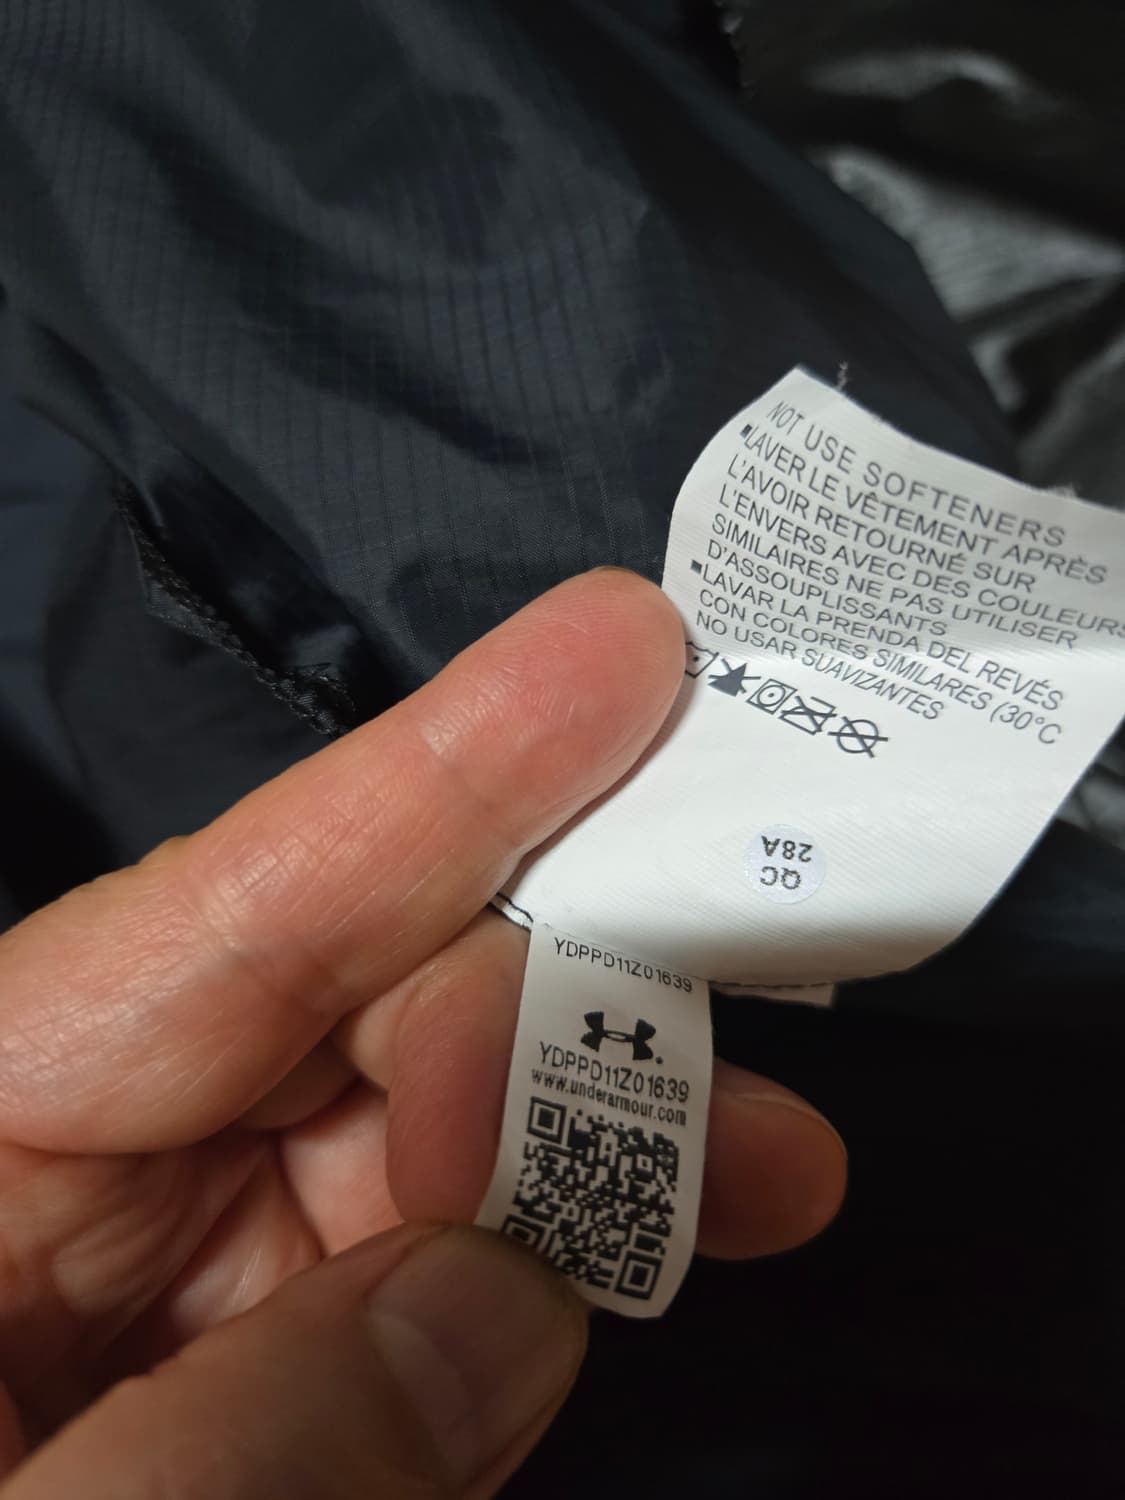 NOT USE SOFTENERS
▪LAVER LE VÊTEMENT APRÈS
L'AVOIR RETOURNÉ SUR
L'ENVERS AVEC DES COULEURS
SIMILAIRES NE PAS UTILISER
D'ASSOUPLISSANTS
▪LAVAR LA PRENDA DEL REVÉS
CON COLORES SIMILARES (30°C
NO USAR SUAVIZANTES
QC
28A
YDPPD11Z01639
YDPPD11Z01639
www.underarmour.com